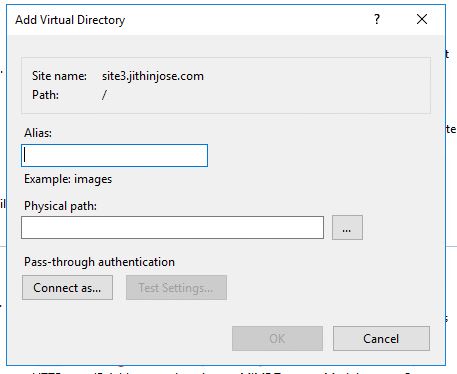 Add Virtual Directory
?
Site name: site3.jithinjose.com
Path: /
Alias:
Example: images
Physical path:
...
Pass-through authentication
Connect as... Test Settings...
OK Cancel